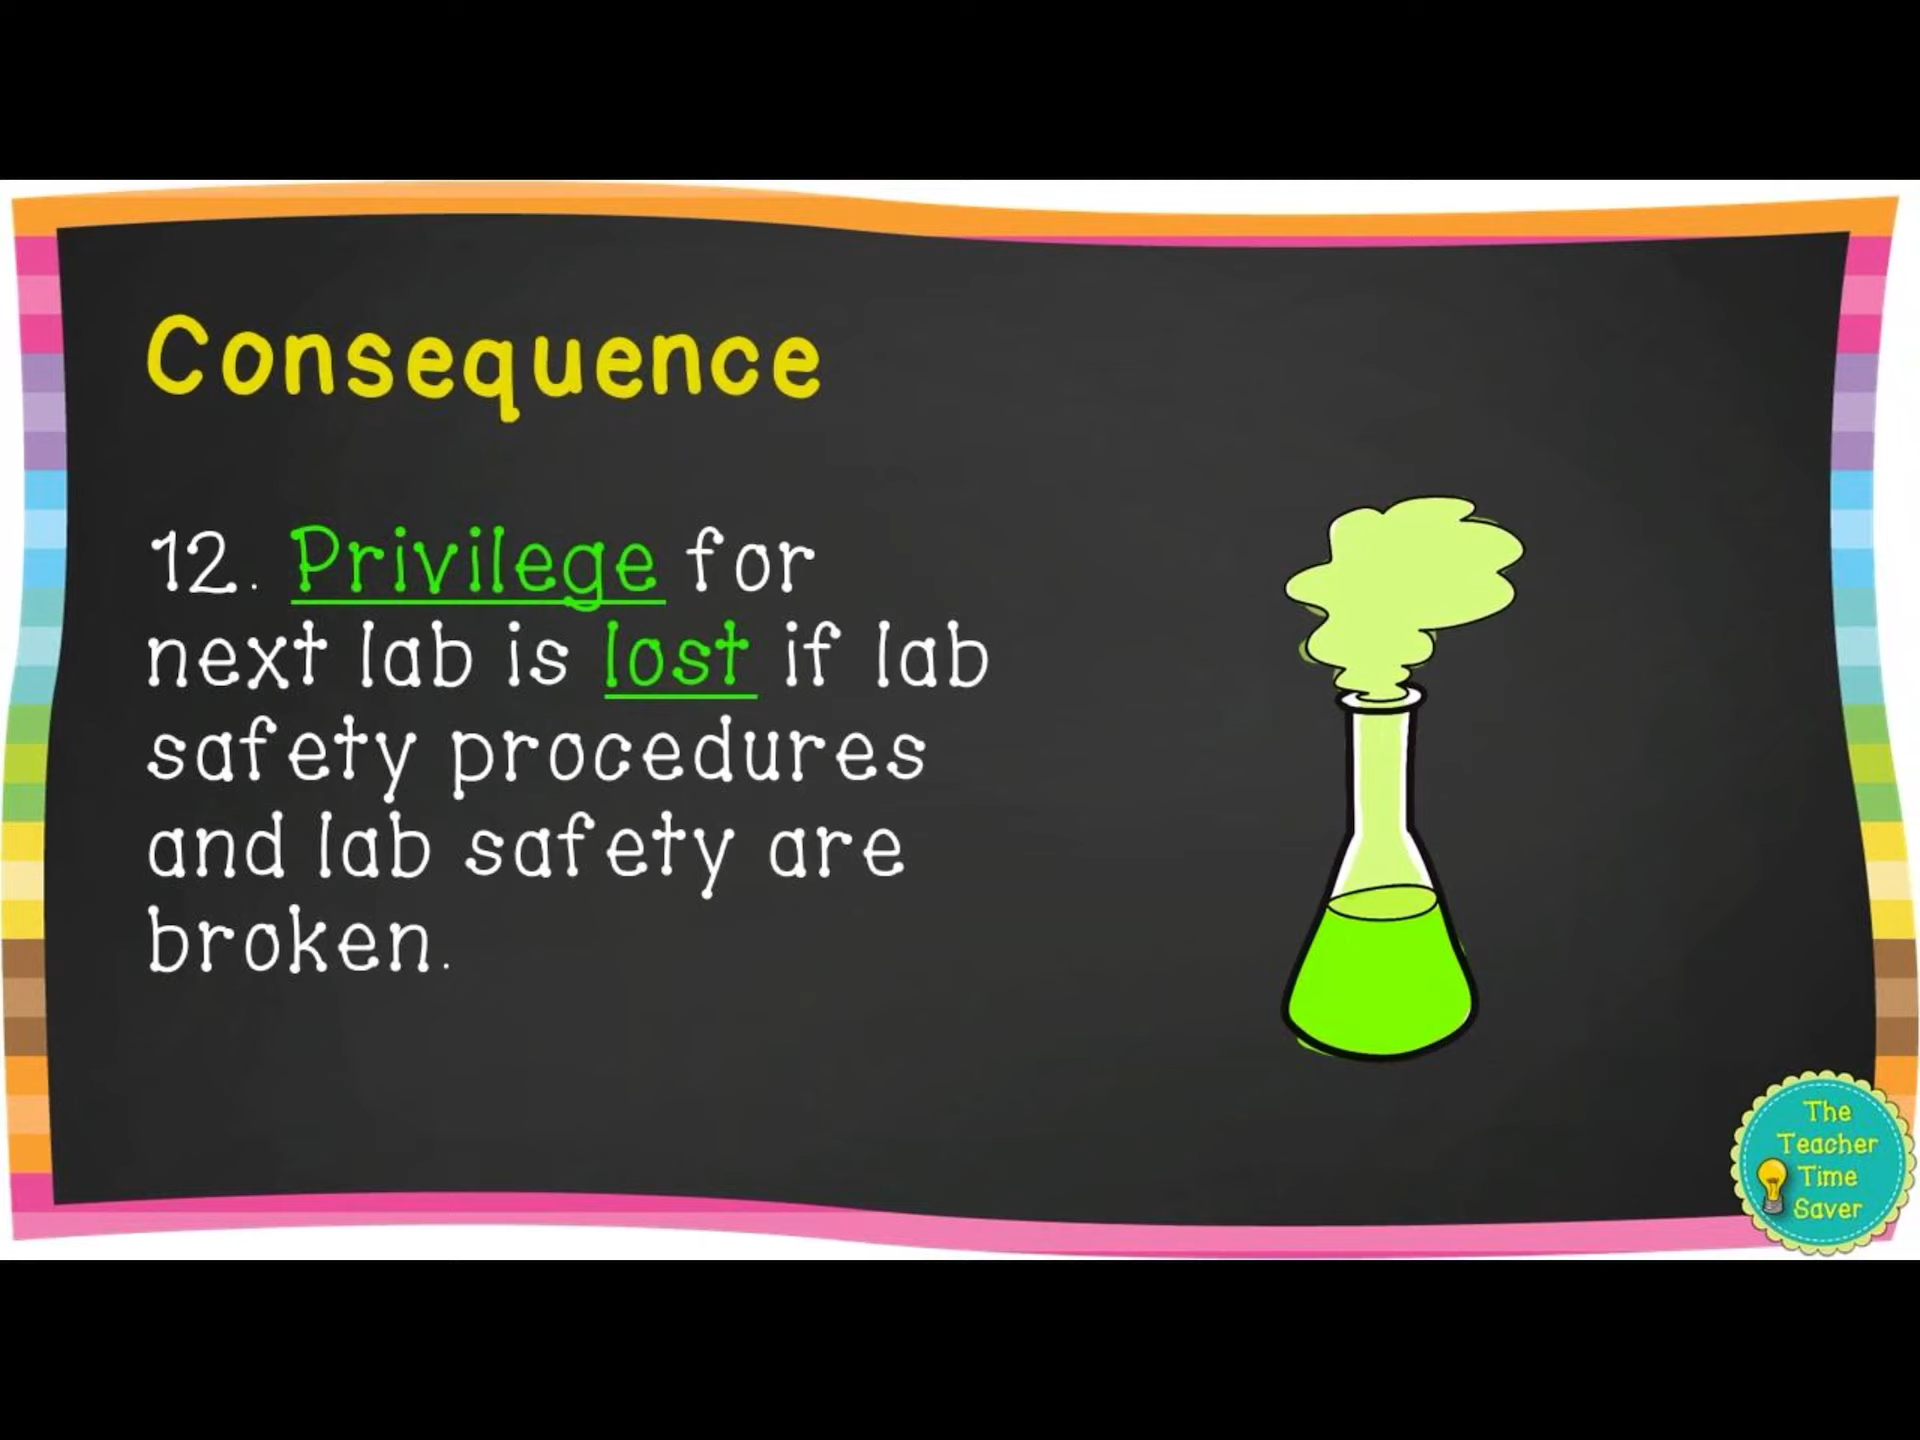 Consequence
12. Privilege for
next lab is lost if lab
safety procedures
and lab safety are
broken.
The
Teacher
Time
Saver